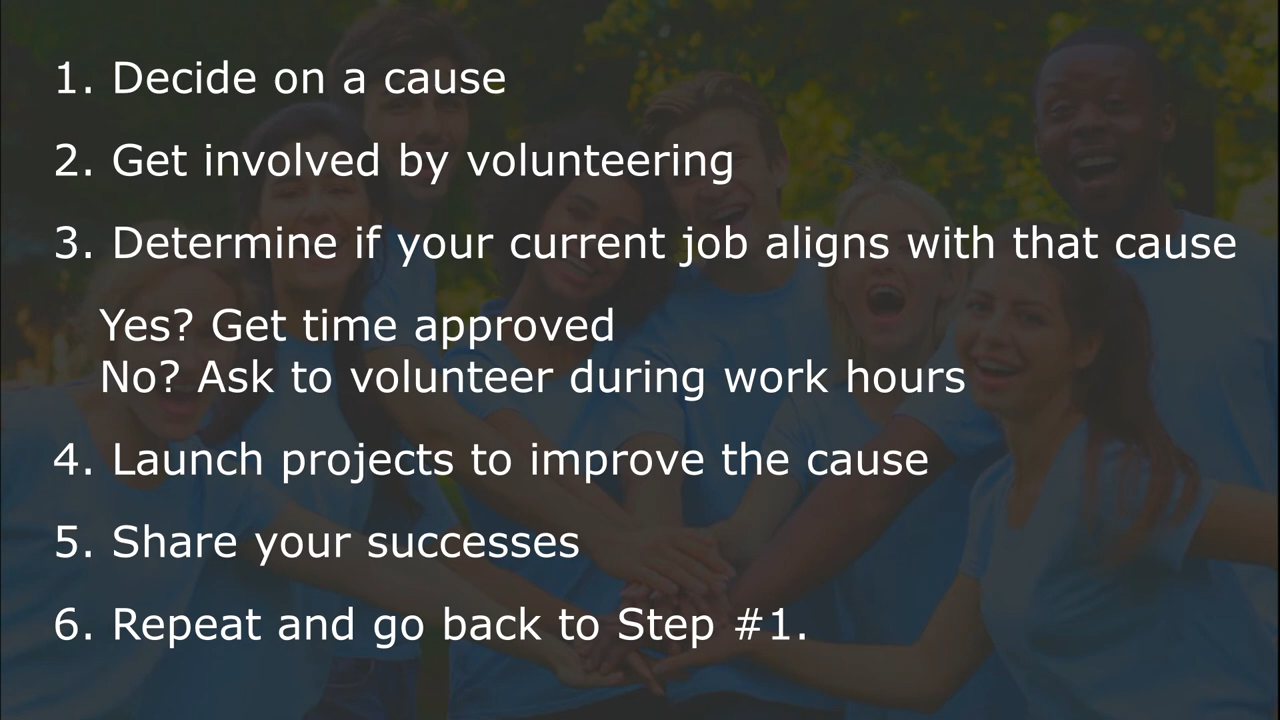 1. Decide on a cause
2. Get involved by volunteering
3. Determine if your current job aligns with that cause
Yes? Get time approved
No? Ask to volunteer during work hours
4. Launch projects to improve the cause
5. Share your successes
6. Repeat and go back to Step #1.